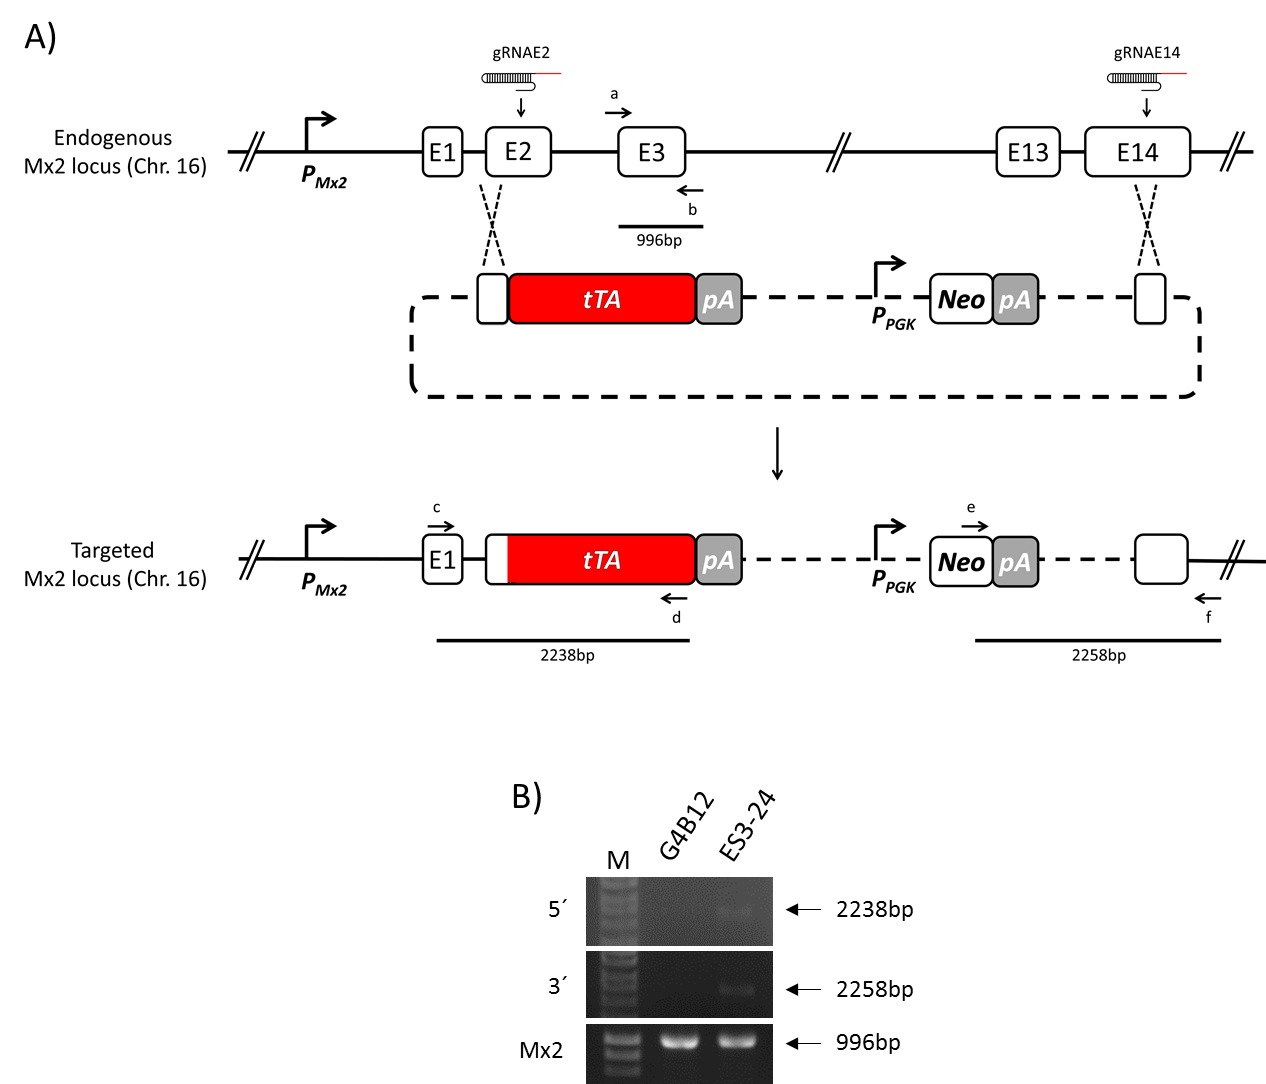 A)
gRNAE2
gRNAE14
a
Endogenous
Mx2 locus (Chr. 16)
P Mx2
E1
E2
E3
E13
E14
b
996bp
tTA
pA
P PGK
Neo
pA
c
e
Targeted
Mx2 locus (Chr. 16)
P Mx2
E1
tTA
pA
P PGK
Neo
pA
d
f
2238bp
2258bp
B)
M
G4B12
ES3-24
5´
2238bp
3´
2258bp
Mx2
996bp